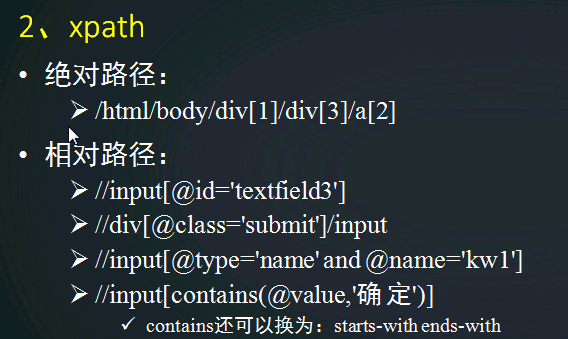 2、xpath
• 绝对路径：
➢ /html/body/div[1]/div[3]/a[2]
• 相对路径：
➢ //input[@id='textfield3']
➢ //div[@class='submit']/input
➢ //input[@type='name' and @name='kw1']
➢ //input[contains(@value,'确 定')]
✓ contains还可以换为：starts-with ends-with